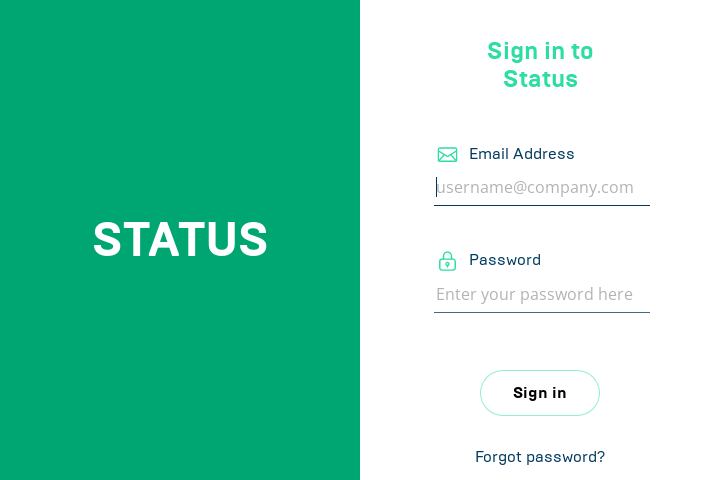 STATUS
Sign in to
Status
Email Address
username@company.com
Password
Enter your password here
Sign in
Forgot password?